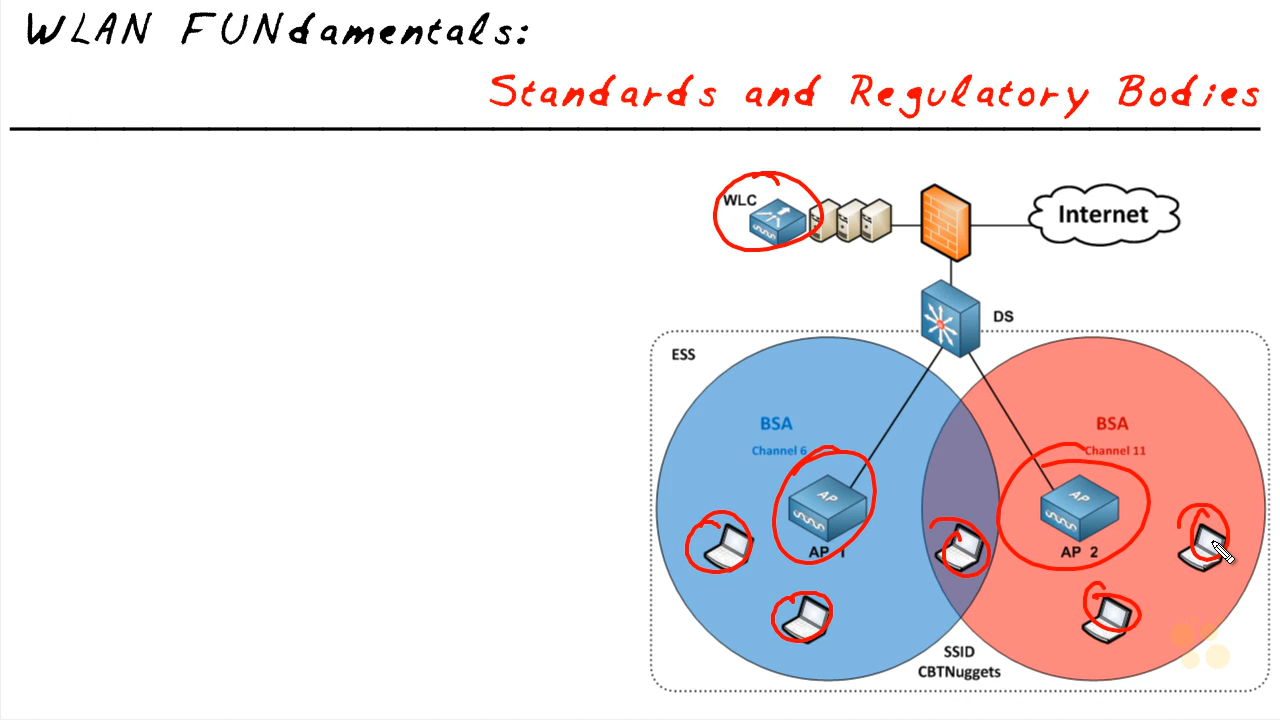 WLAN FUNdamentals:
Standards and Regulatory Bodies
WLC
Internet
DS
ESS
BSA
Channel 6
BSA
Channel 11
AP
AP
AP 1
AP 2
SSID
CBTNuggets